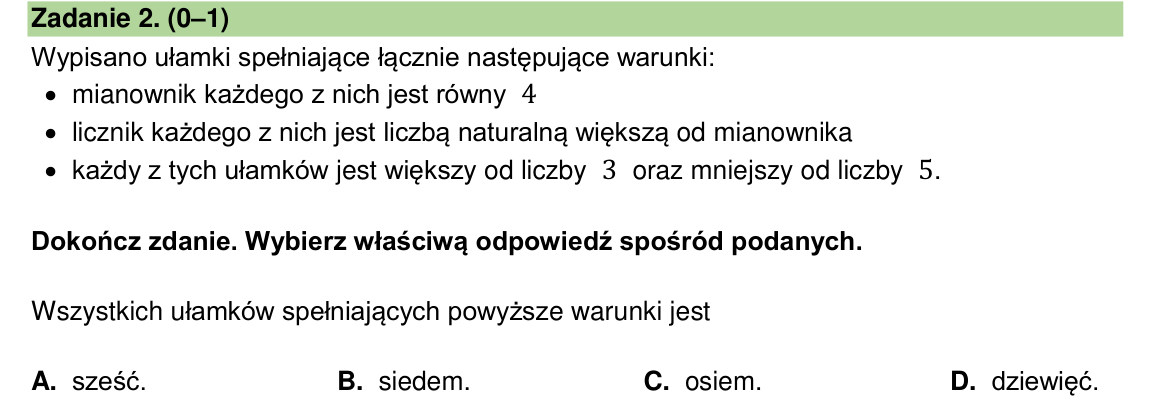 Zadanie 2. (0–1)
Wypisano ułamki spełniające łącznie następujące warunki:
• mianownik każdego z nich jest równy 4
• licznik każdego z nich jest liczbą naturalną większą od mianownika
• każdy z tych ułamków jest większy od liczby 3 oraz mniejszy od liczby 5.
Dokończ zdanie. Wybierz właściwą odpowiedź spośród podanych.
Wszystkich ułamków spełniających powyższe warunki jest
A. sześć. B. siedem. C. osiem. D. dziewięć.